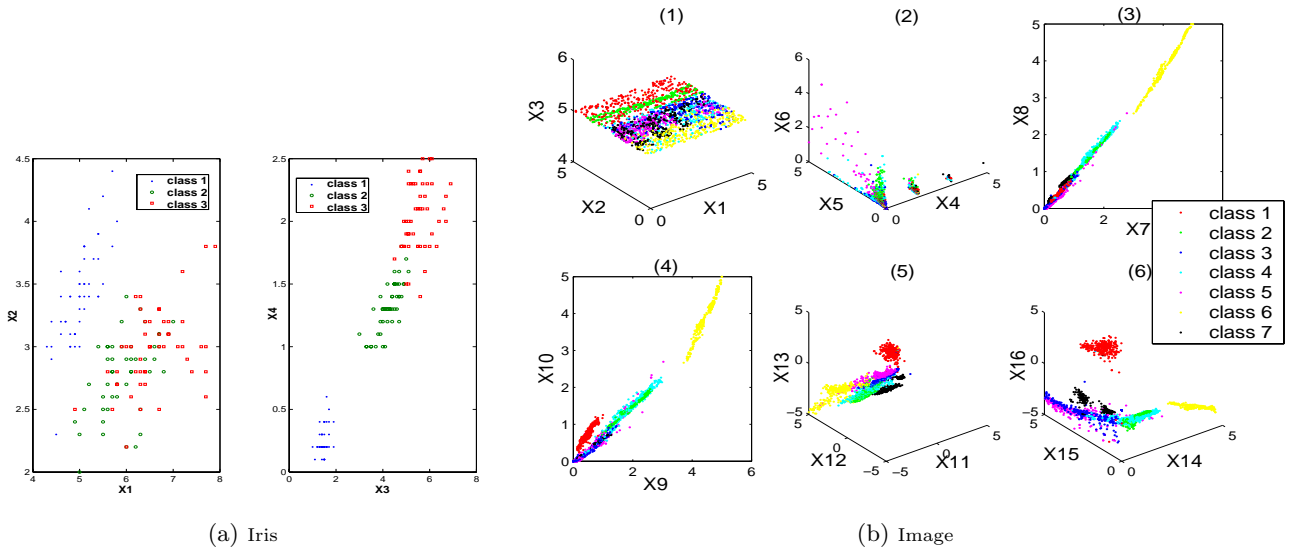 (1)
6
5
4
X3
X2
X1
0
0
5
5
(2)
6
4
2
0
X6
X5
X4
5
0
0
5
(3)
5
4
3
2
1
0
X8
0
2
X7
class 1
class 2
class 3
class 4
class 5
class 6
class 7
4.5
4
3.5
3
2.5
2
X2
4
5
6
7
8
X1
class 1
class 2
class 3
2.5
2
1.5
1
0.5
0
X4
0
2
4
6
8
X3
class 1
class 2
class 3
(4)
5
4
3
2
1
0
X10
0
2
4
6
X9
(5)
5
0
−5
X13
5
0
−5
X12
−5
0
5
X11
(6)
5
0
−5
X16
5
0
X15
0
5
X14
(a) Iris
(b) Image